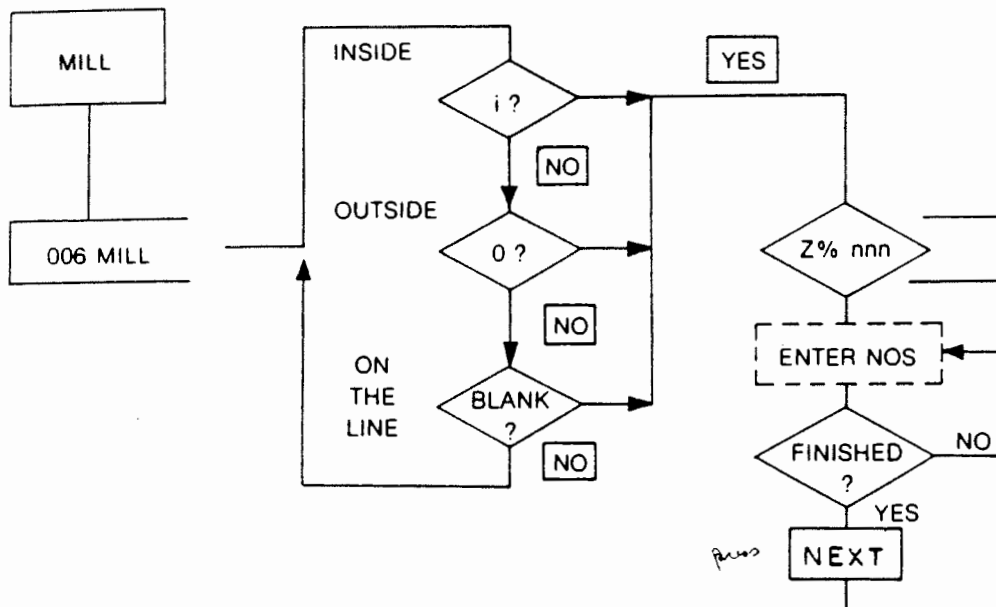 MILL
006 MILL
INSIDE
i ?
YES
NO
OUTSIDE
0 ?
NO
ON
THE
LINE
BLANK
?
NO
Z% nnn
ENTER NOS
FINISHED
?
NO
YES
press
NEXT